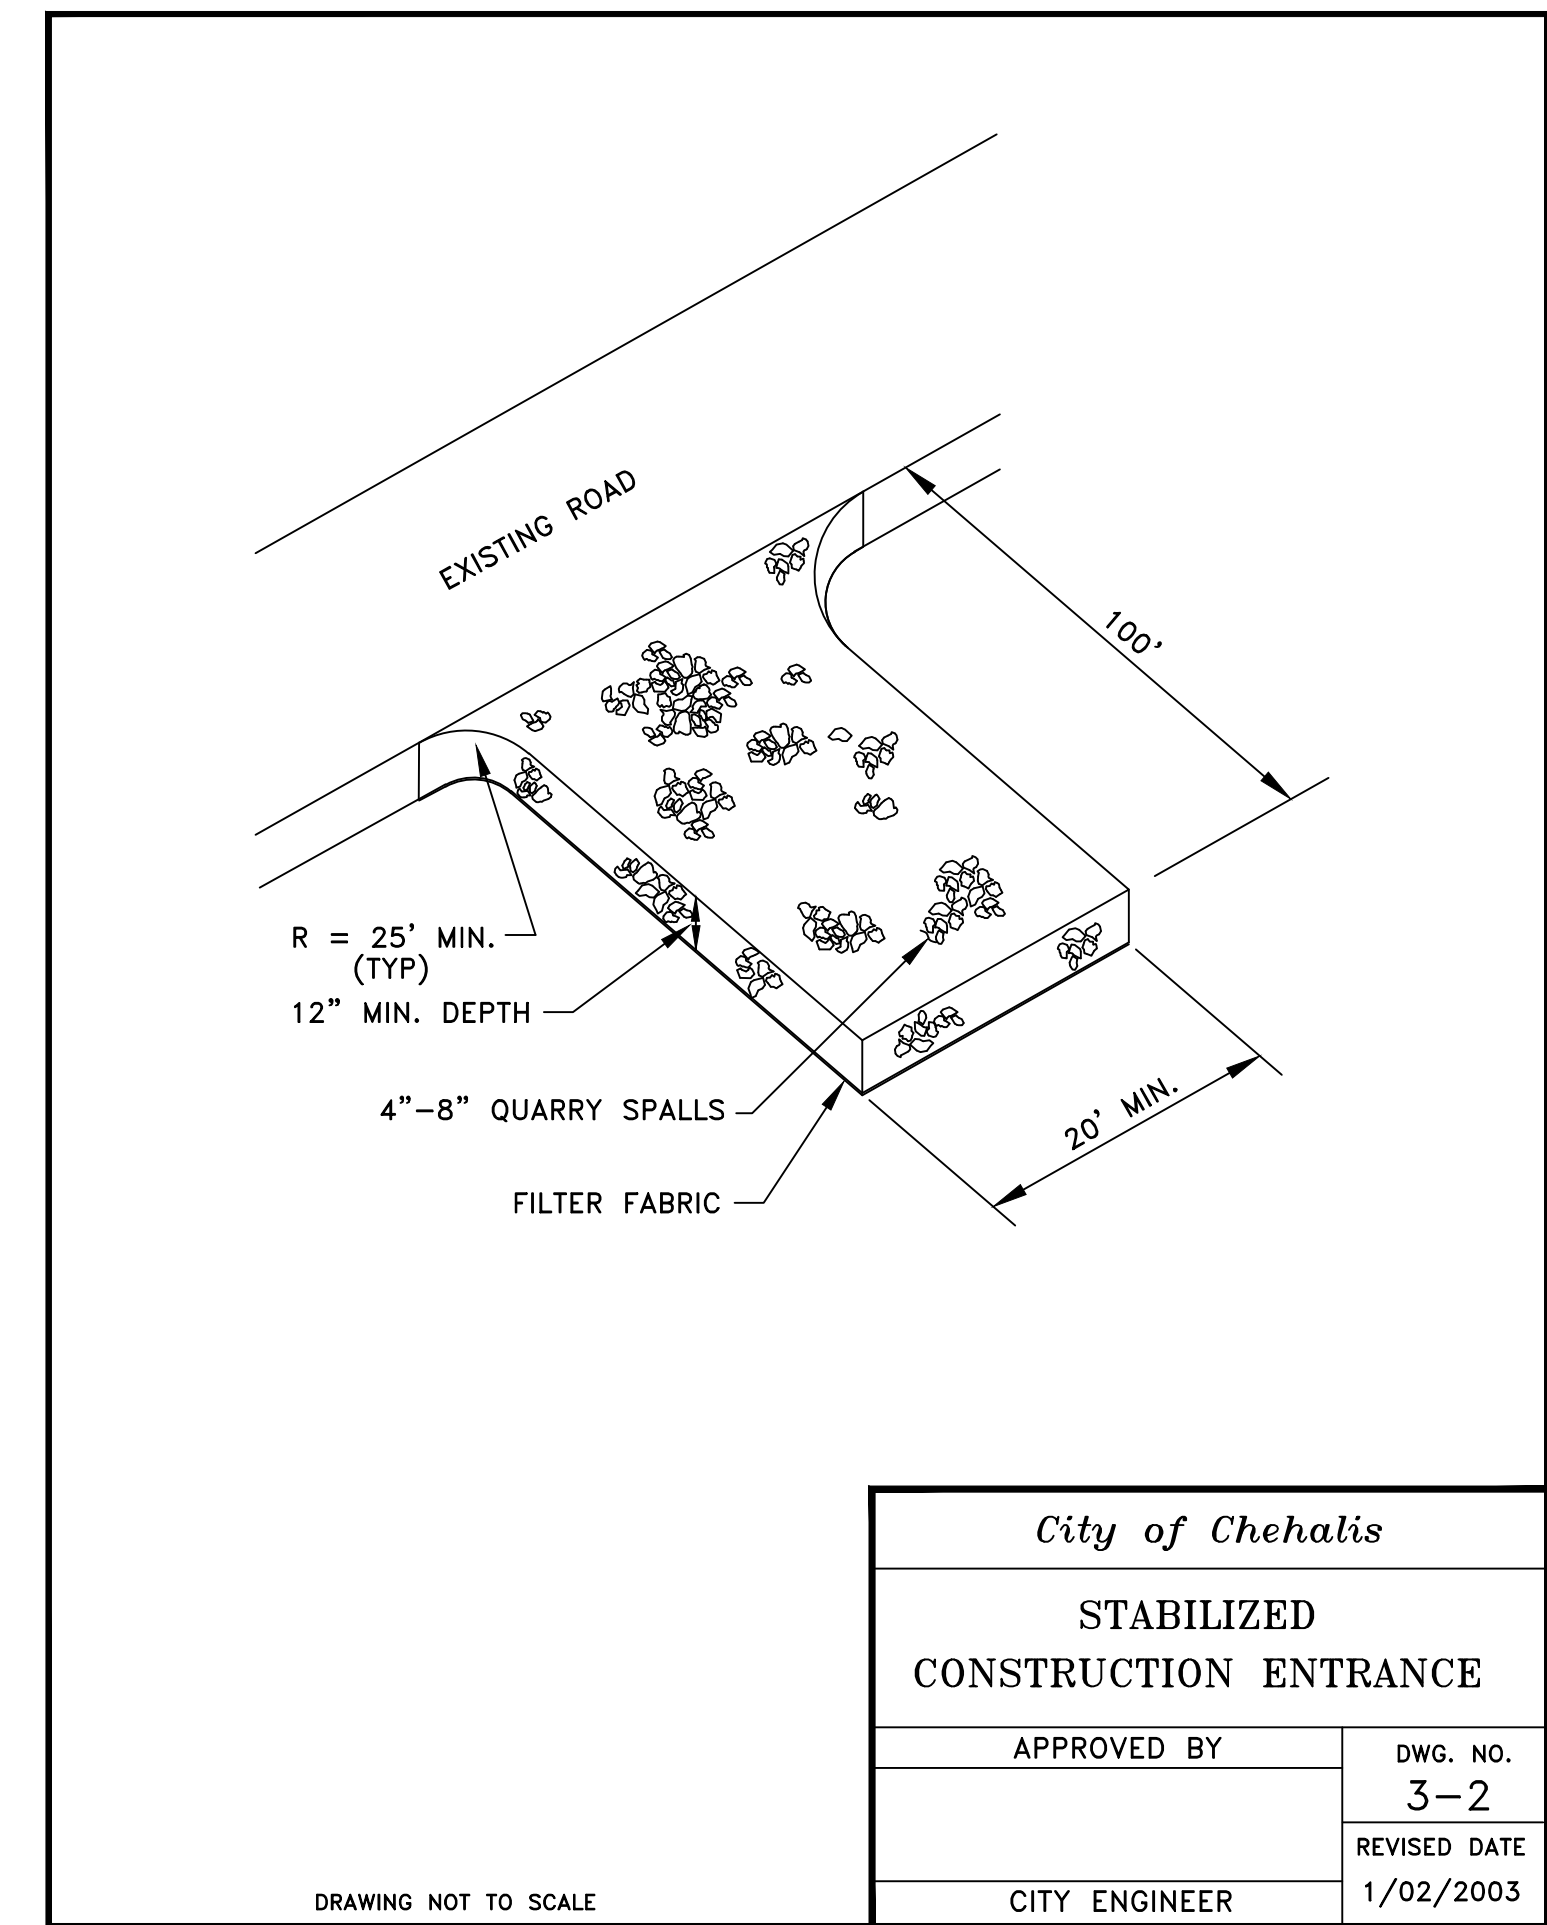 EXISTING ROAD
100'
R = 25' MIN.
(TYP)
12" MIN. DEPTH
4"-8" QUARRY SPALLS
20' MIN.
FILTER FABRIC
City of Chehalis
STABILIZED
CONSTRUCTION ENTRANCE
APPROVED BY
DWG. NO.
3-2
REVISED DATE
1/02/2003
CITY ENGINEER
DRAWING NOT TO SCALE